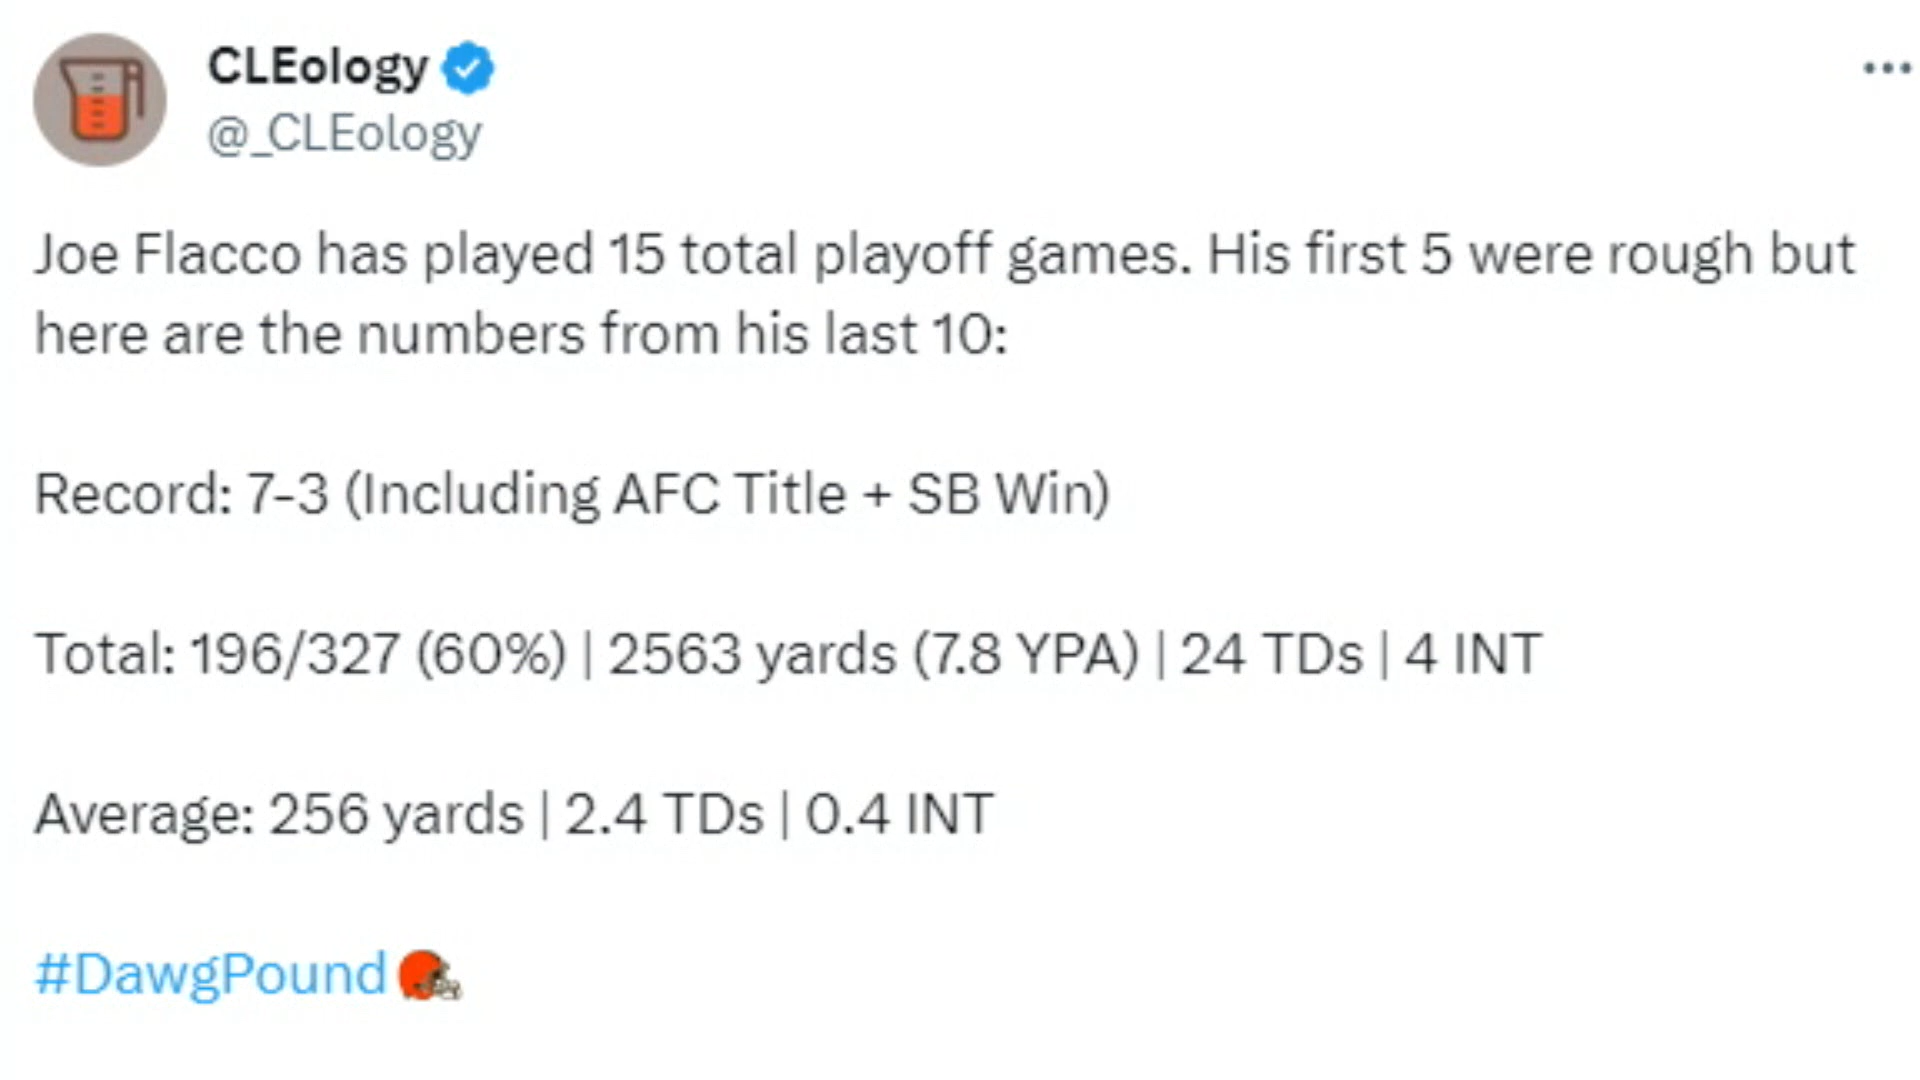 CLEology
@_CLEology
Joe Flacco has played 15 total playoff games. His first 5 were rough but
here are the numbers from his last 10:
Record: 7-3 (Including AFC Title + SB Win)
Total: 196/327 (60%) | 2563 yards (7.8 YPA) | 24 TDs | 4 INT
Average: 256 yards | 2.4 TDs | 0.4 INT
#DawgPound